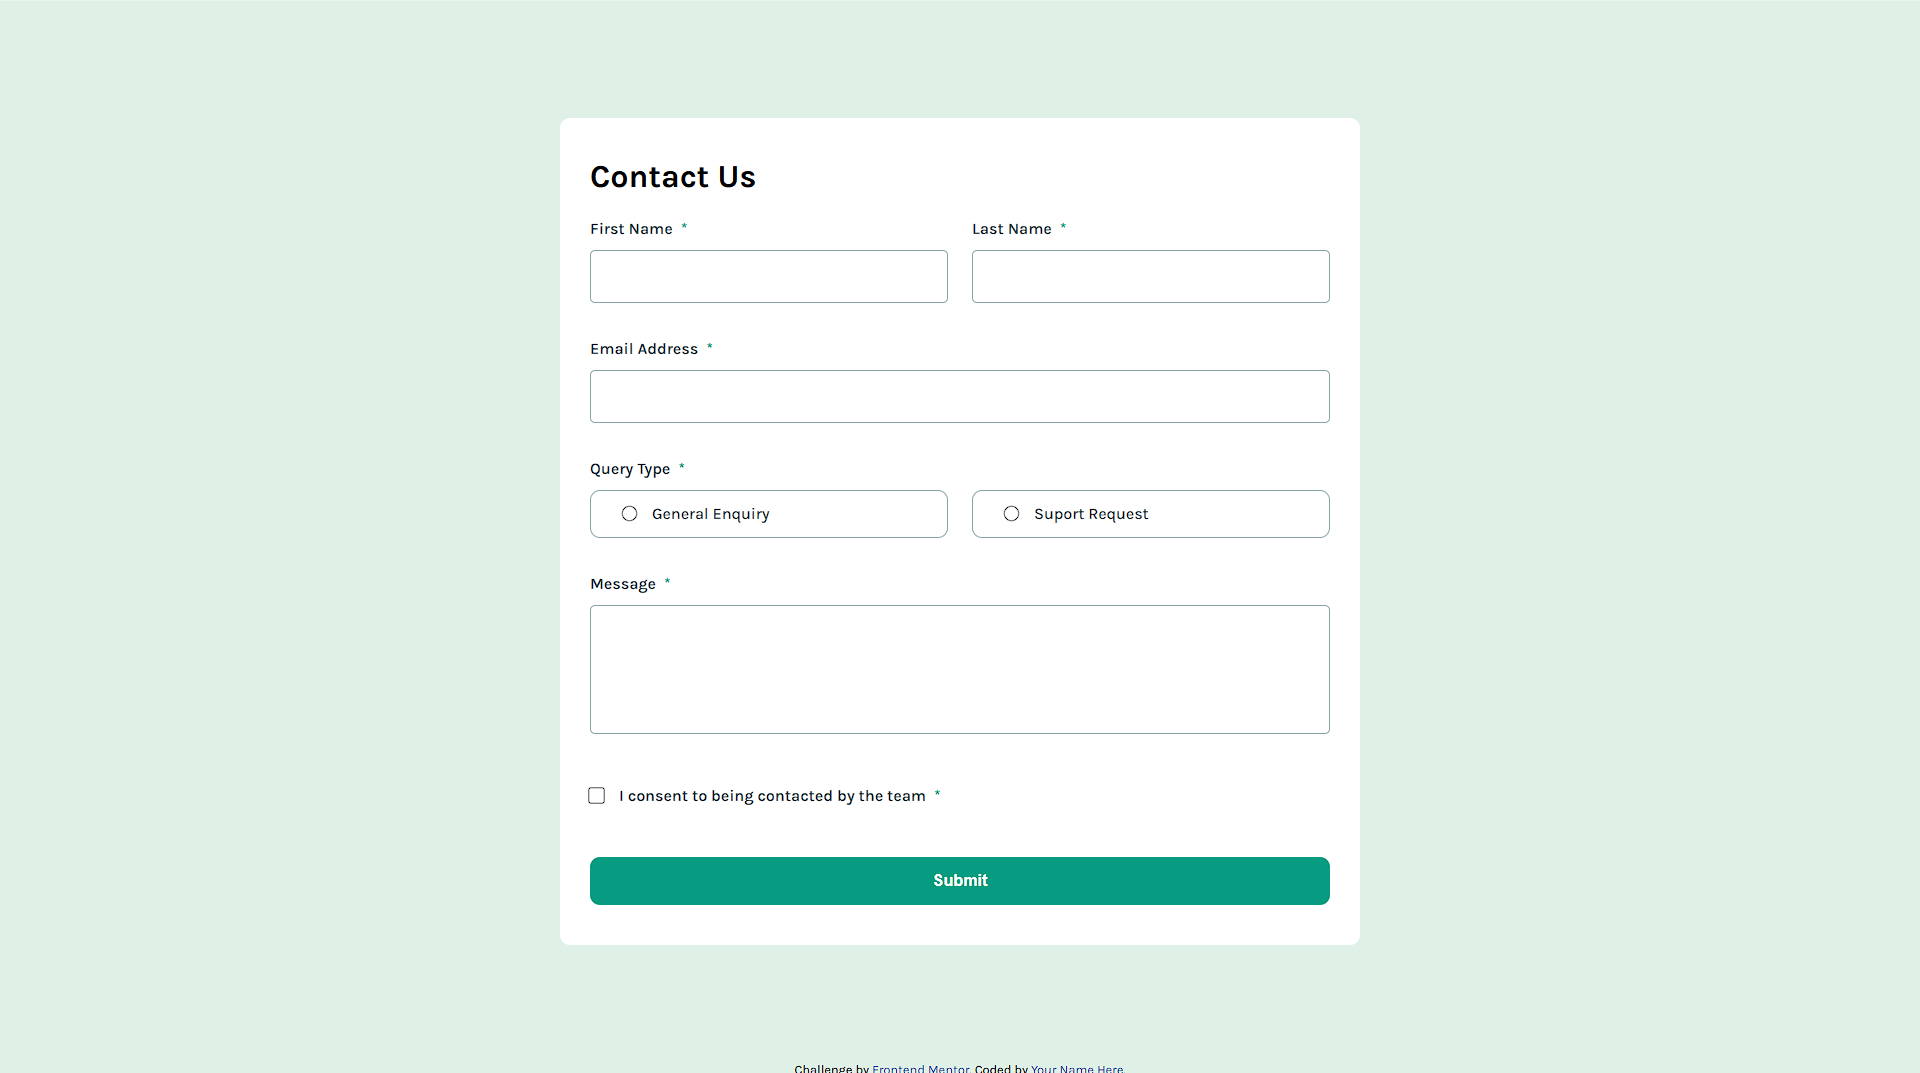 Contact Us
First Name *
Last Name *
Email Address *
Query Type *
General Enquiry
Suport Request
Message *
I consent to being contacted by the team *
Submit
Challenge by Frontend Mentor. Coded by Your Name Here.